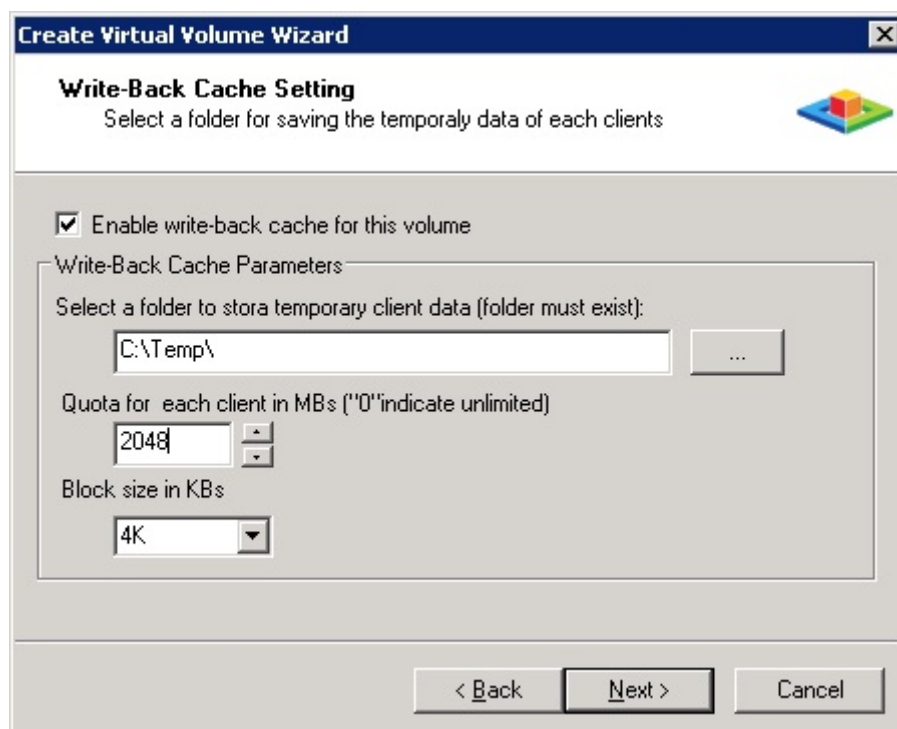 Create Virtual Volume Wizard
Write-Back Cache Setting
Select a folder for saving the temporaly data of each clients
Enable write-back cache for this volume
Write-Back Cache Parameters
Select a folder to stora temporary client data (folder must exist):
C:\Temp\
...
Quota for  each client in MBs ("0"indicate unlimited)
2048
Block size in KBs
4K
< Back
Next >
Cancel